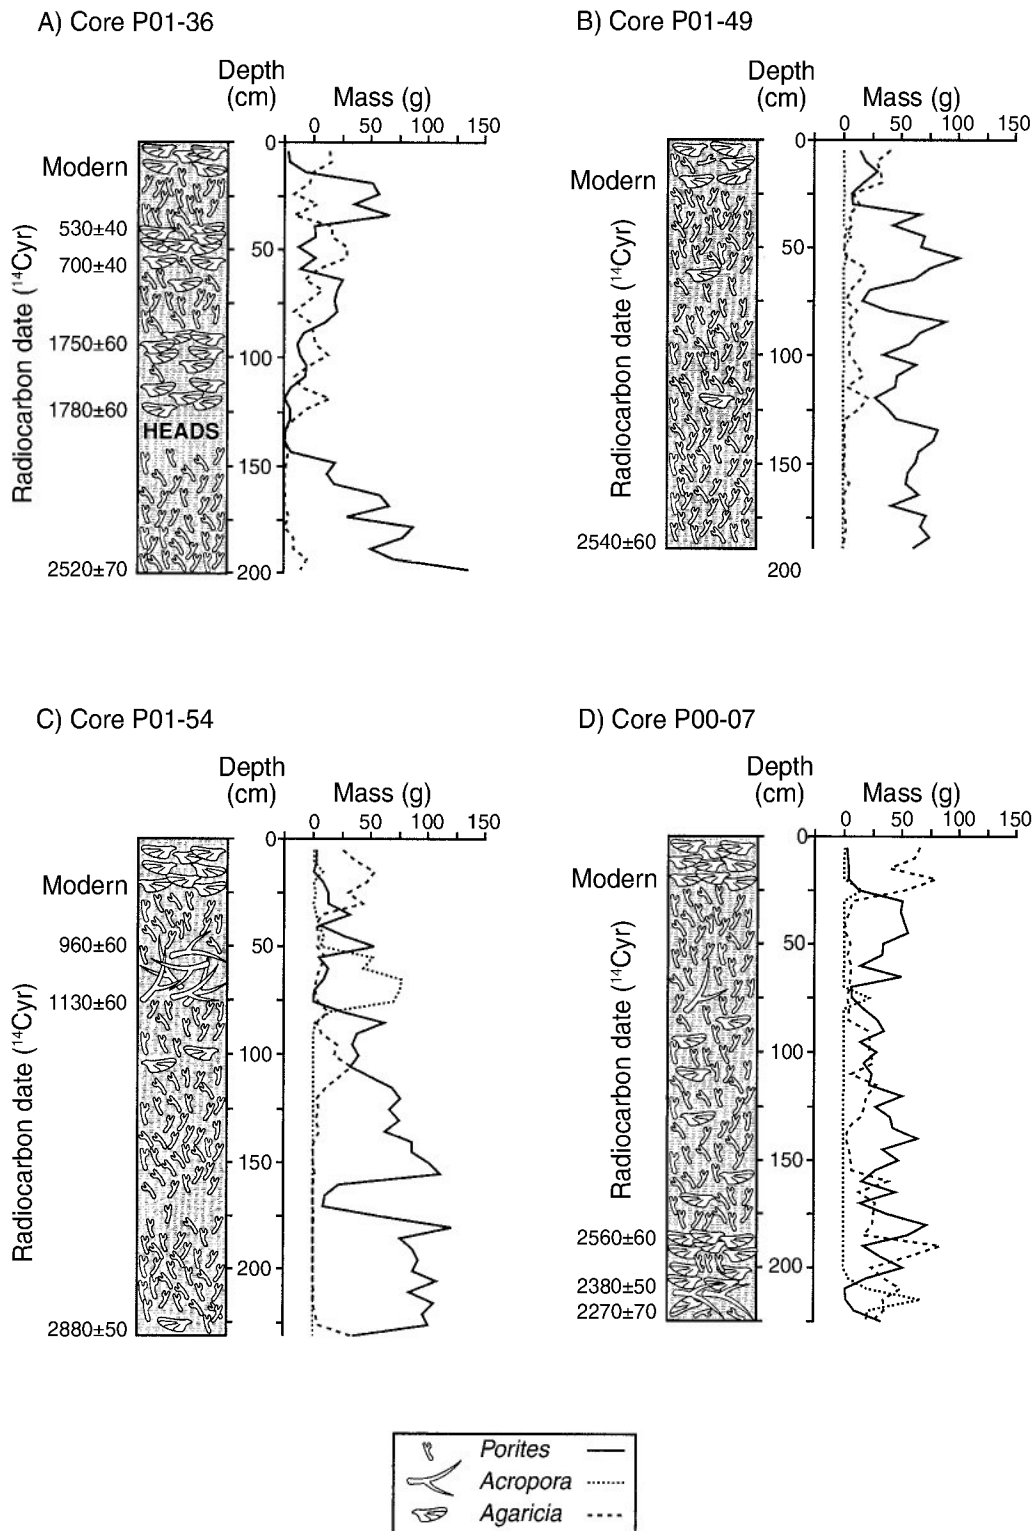 A) Core P01-36
Depth
(cm)
Mass (g)
0 50 100 150
Radiocarbon date (¹⁴Cyr)
Modern
530±40
700±40
1750±60
1780±60
HEADS
2520±70
0
50
100
150
200
B) Core P01-49
Depth
(cm)
Mass (g)
0 50 100 150
Radiocarbon date (¹⁴Cyr)
Modern
2540±60
0
50
100
150
200
C) Core P01-54
Depth
(cm)
Mass (g)
0 50 100 150
Radiocarbon date (¹⁴Cyr)
Modern
960±60
1130±60
2880±50
0
50
100
150
200
D) Core P00-07
Depth
(cm)
Mass (g)
0 50 100 150
Radiocarbon date (¹⁴Cyr)
Modern
2560±60
2380±50
2270±70
0
50
100
150
200
Porites
Acropora
Agaricia